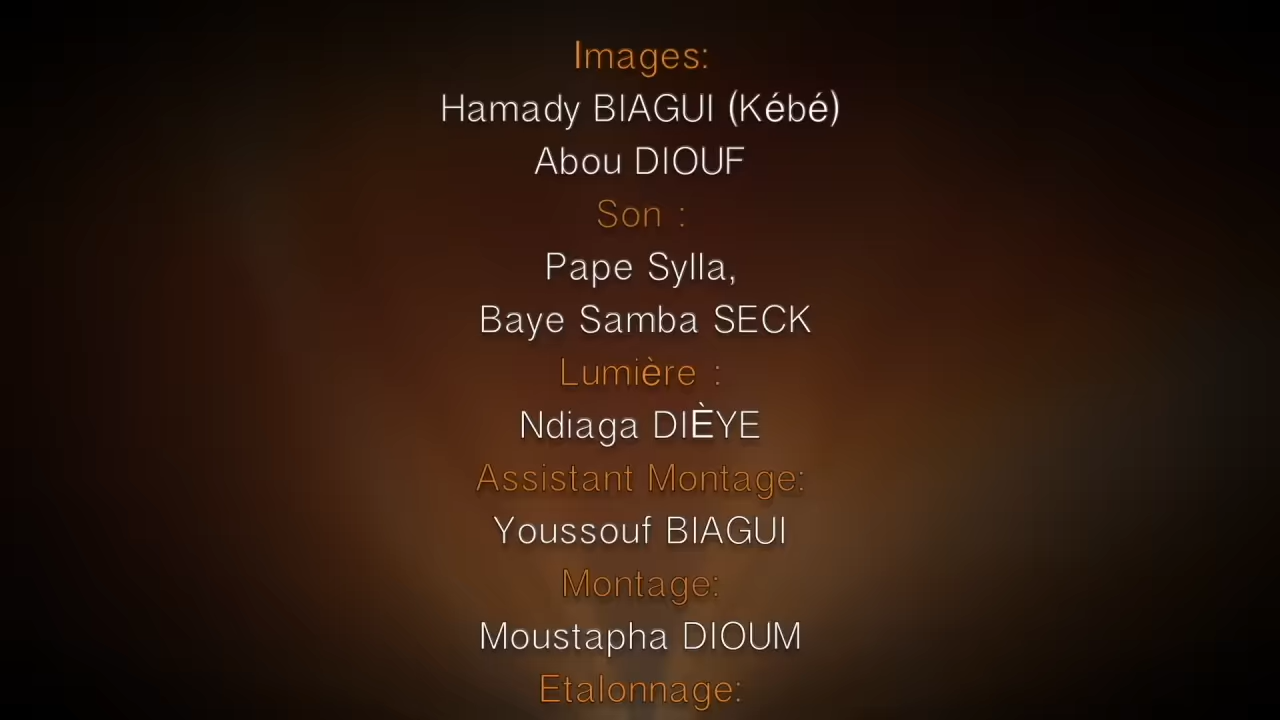 Images:
Hamady BIAGUI (Kébé)
Abou DIOUF
Son :
Pape Sylla,
Baye Samba SECK
Lumière :
Ndiaga DIÈYE
Assistant Montage:
Youssouf BIAGUI
Montage:
Moustapha DIOUM
Etalonnage: